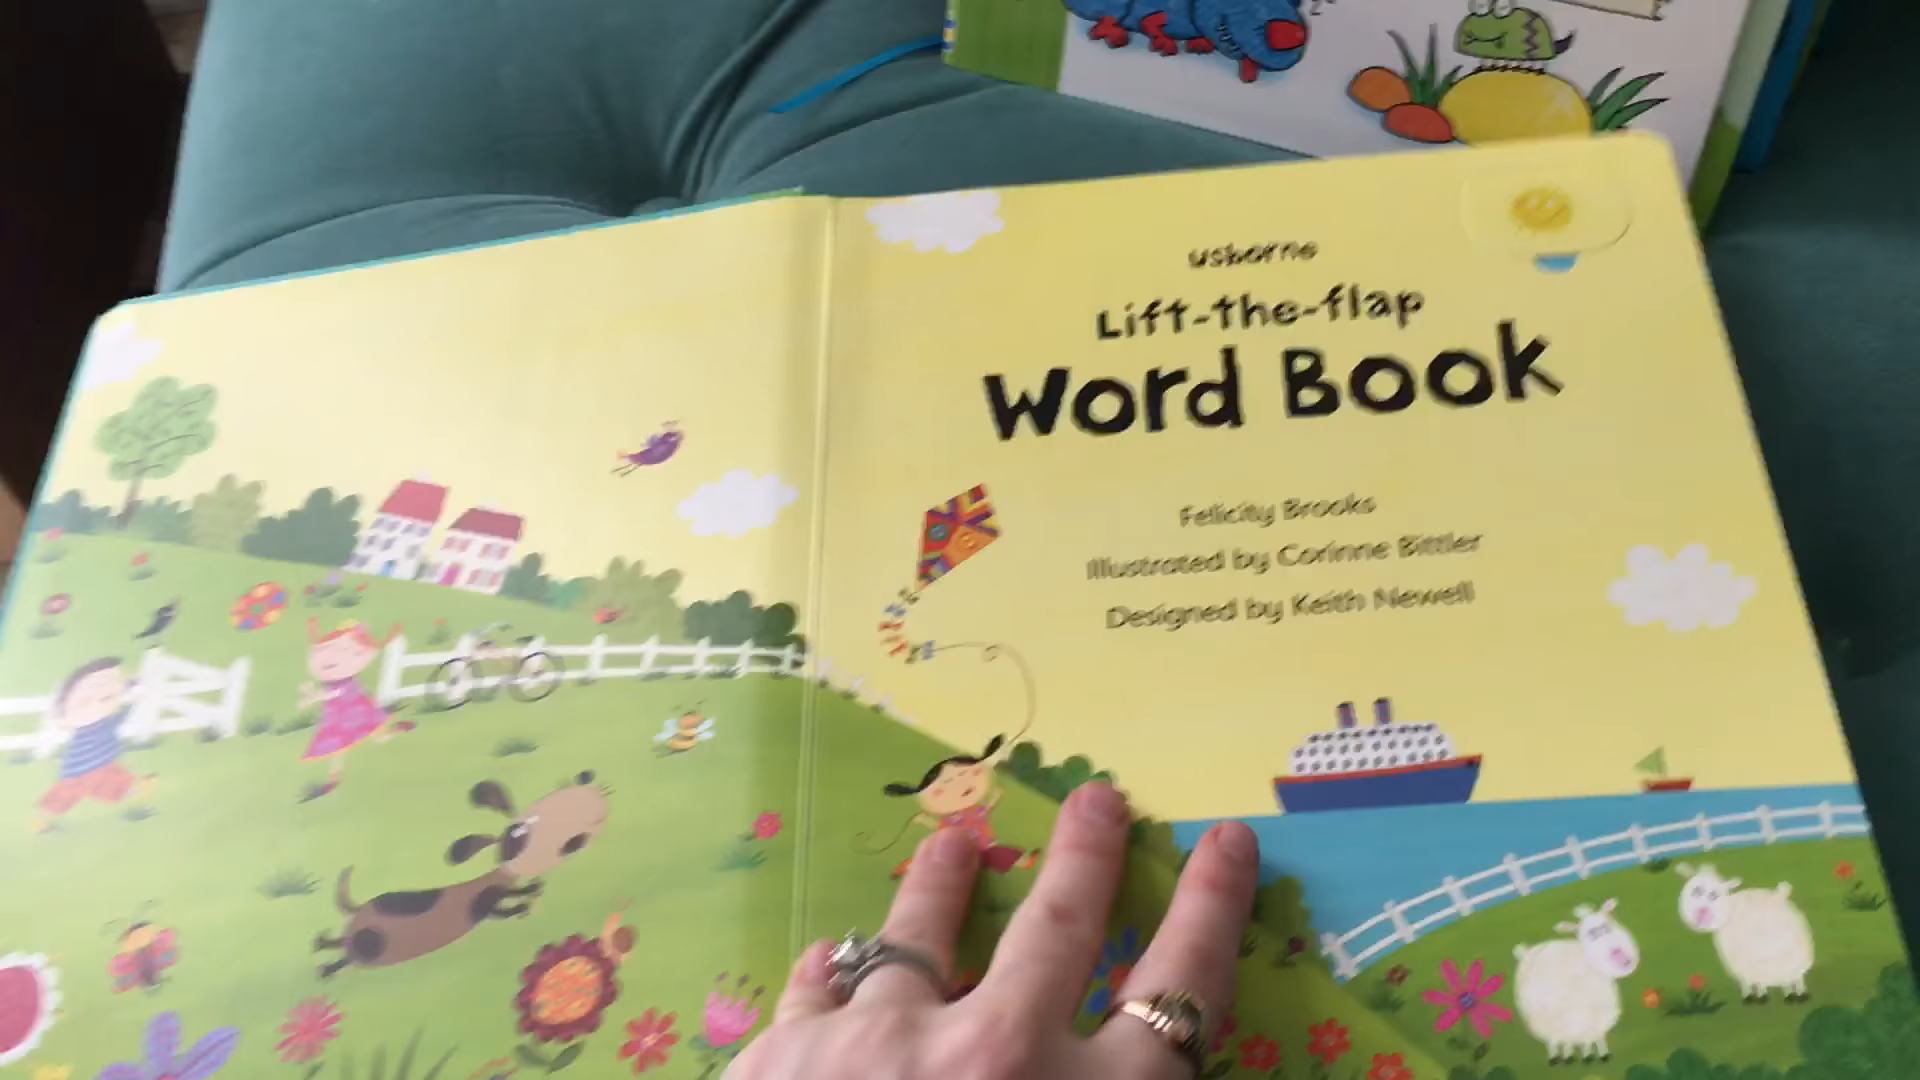 usborne
Lift-the-flap
Word Book
Felicity Brooks
Illustrated by Corinne Bittler
Designed by Keith Newell